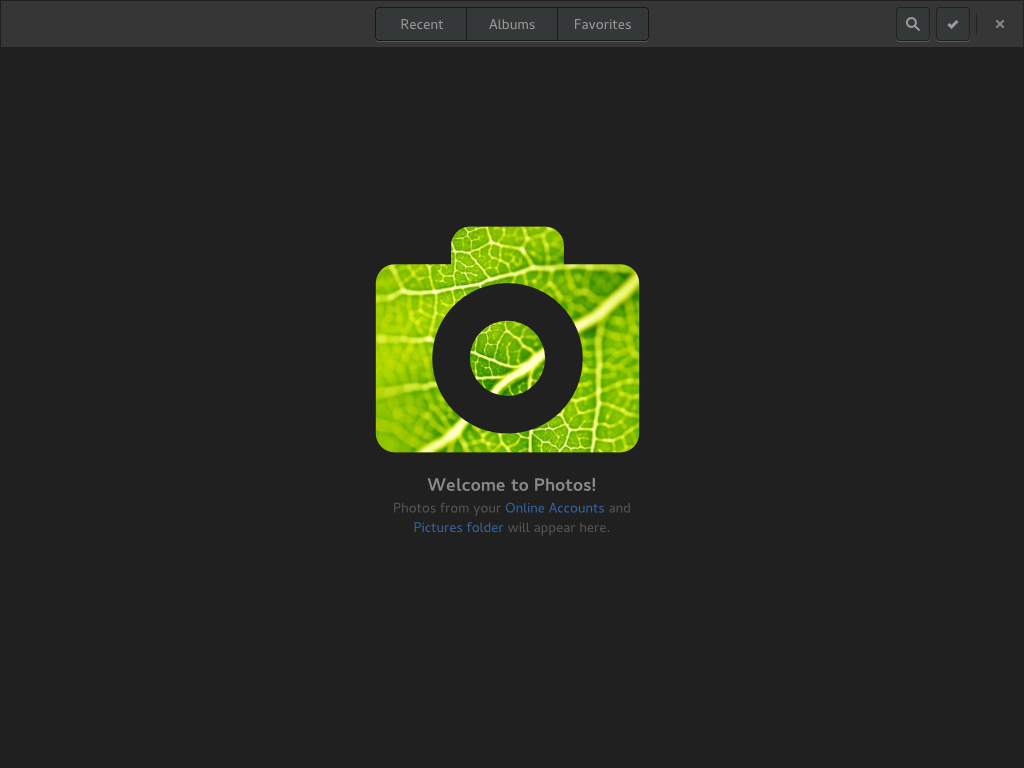 Recent Albums Favorites
Welcome to Photos!
Photos from your Online Accounts and
Pictures folder will appear here.